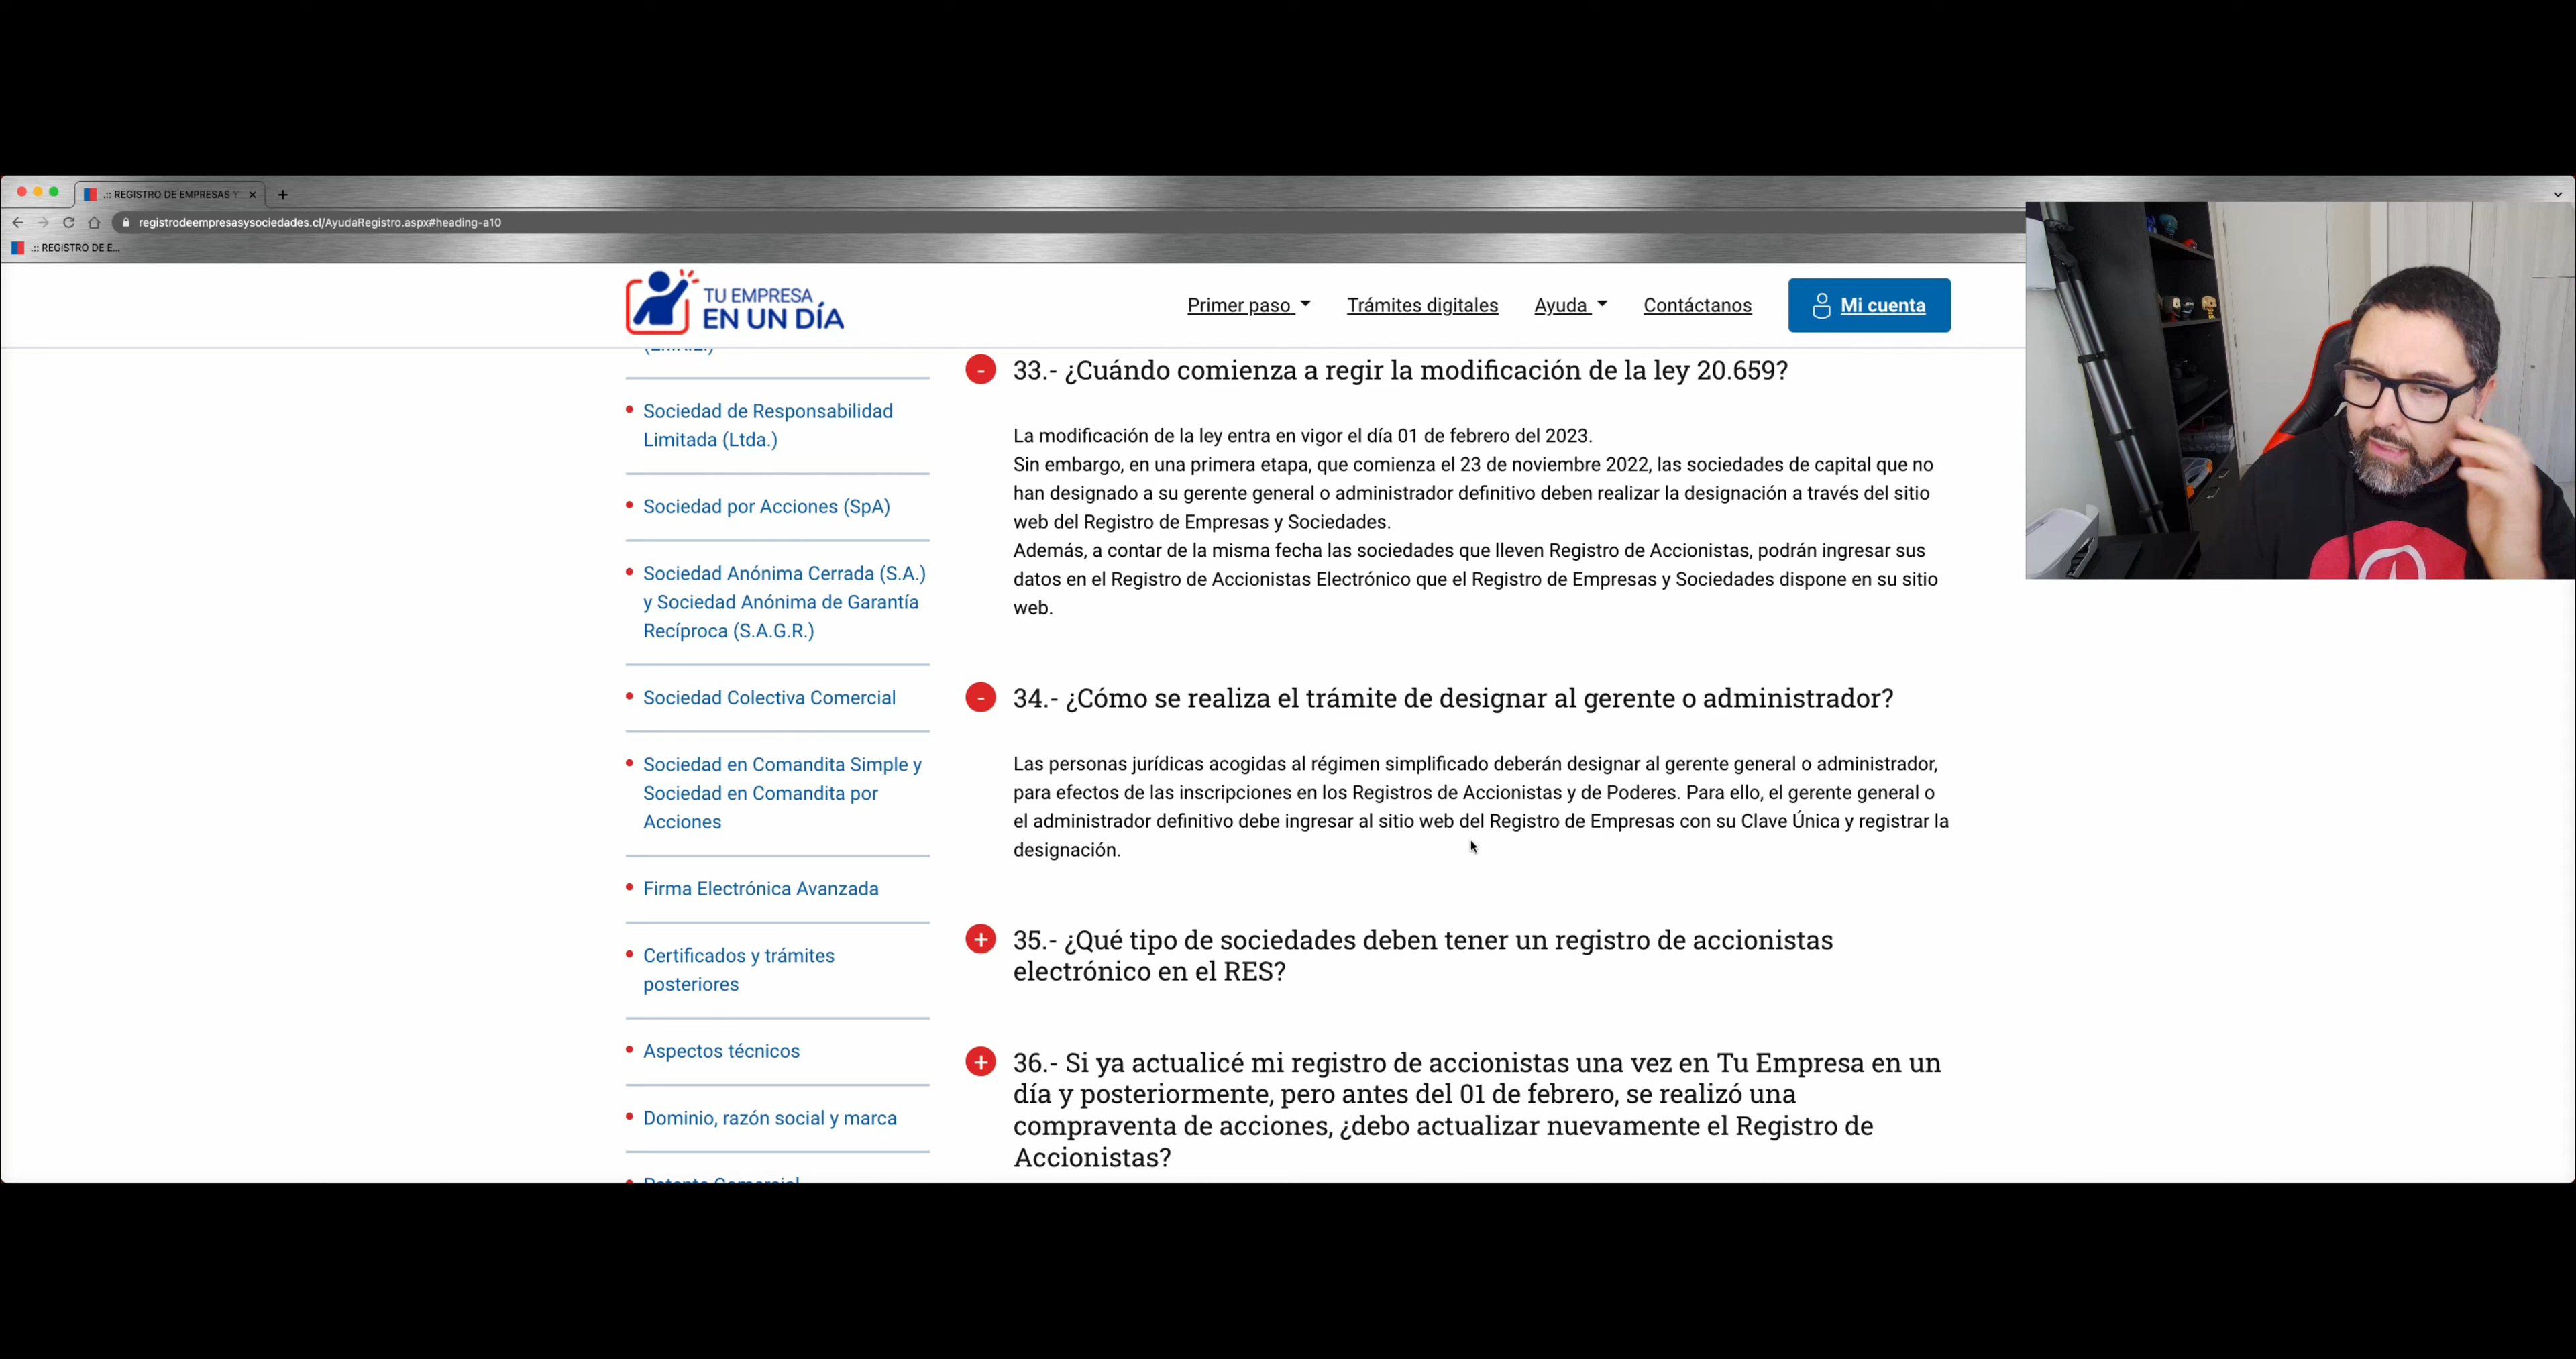 .:: REGISTRO DE EMPRESAS Y
registrodeempresasysociedades.cl/AyudaRegistro.aspx#heading-a10
.:: REGISTRO DE E...
TU EMPRESA
EN UN DÍA
Primer paso
Trámites digitales
Ayuda
Contáctanos
Mi cuenta
Sociedad de Responsabilidad
Limitada (Ltda.)
Sociedad por Acciones (SpA)
Sociedad Anónima Cerrada (S.A.)
y Sociedad Anónima de Garantía
Recíproca (S.A.G.R.)
Sociedad Colectiva Comercial
Sociedad en Comandita Simple y
Sociedad en Comandita por
Acciones
Firma Electrónica Avanzada
Certificados y trámites
posteriores
Aspectos técnicos
Dominio, razón social y marca
33.- ¿Cuándo comienza a regir la modificación de la ley 20.659?
La modificación de la ley entra en vigor el día 01 de febrero del 2023.
Sin embargo, en una primera etapa, que comienza el 23 de noviembre 2022, las sociedades de capital que no
han designado a su gerente general o administrador definitivo deben realizar la designación a través del sitio
web del Registro de Empresas y Sociedades.
Además, a contar de la misma fecha las sociedades que lleven Registro de Accionistas, podrán ingresar sus
datos en el Registro de Accionistas Electrónico que el Registro de Empresas y Sociedades dispone en su sitio
web.
34.- ¿Cómo se realiza el trámite de designar al gerente o administrador?
Las personas jurídicas acogidas al régimen simplificado deberán designar al gerente general o administrador,
para efectos de las inscripciones en los Registros de Accionistas y de Poderes. Para ello, el gerente general o
el administrador definitivo debe ingresar al sitio web del Registro de Empresas con su Clave Única y registrar la
designación.
35.- ¿Qué tipo de sociedades deben tener un registro de accionistas
electrónico en el RES?
36.- Si ya actualicé mi registro de accionistas una vez en Tu Empresa en un
día y posteriormente, pero antes del 01 de febrero, se realizó una
compraventa de acciones, ¿debo actualizar nuevamente el Registro de
Accionistas?